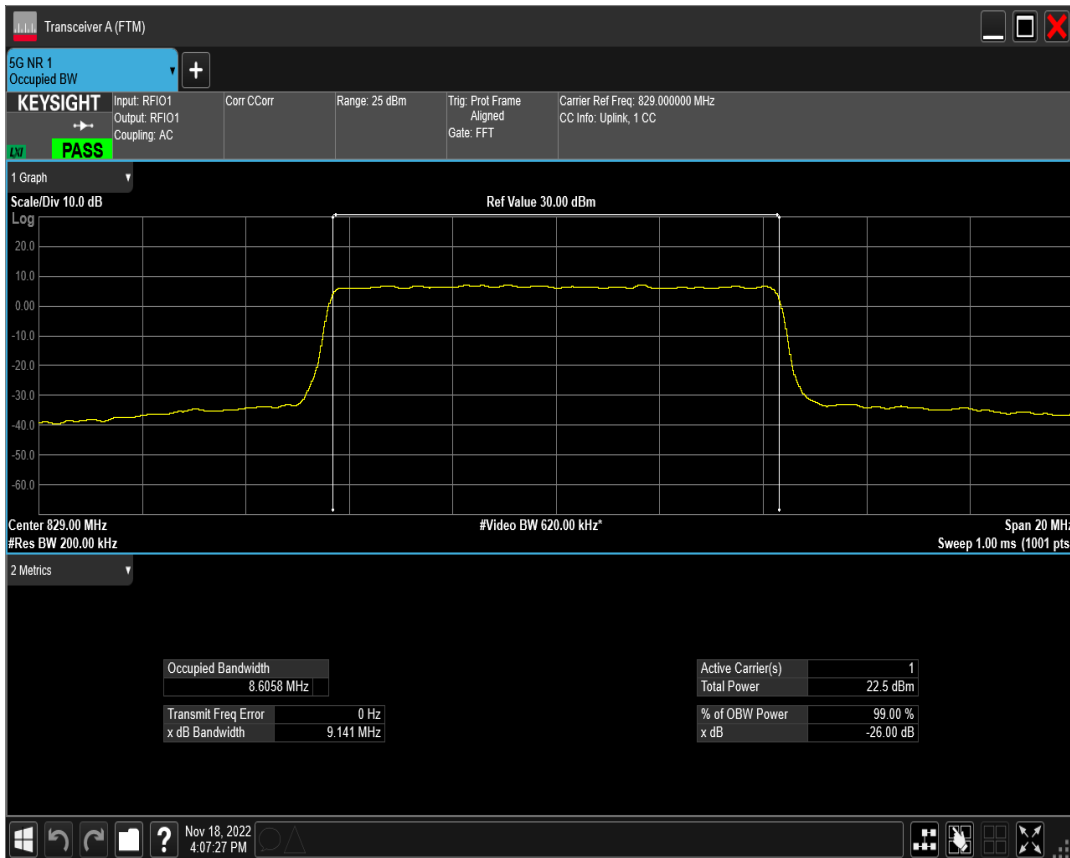 Transceiver A (FTM)
5G NR 1
Occupied BW
+
KEYSIGHT
LXI
PASS
Input: RFIO1
Output: RFIO1
Coupling: AC
Corr CCorr
Range: 25 dBm
Trig: Prot Frame
Aligned
Gate: FFT
Carrier Ref Freq: 829.000000 MHz
CC Info: Uplink, 1 CC
1 Graph
Scale/Div 10.0 dB
Ref Value 30.00 dBm
Log
20.0
10.0
0.00
-10.0
-20.0
-30.0
-40.0
-50.0
-60.0
Center 829.00 MHz
#Video BW 620.00 kHz*
Span 20 MHz
#Res BW 200.00 kHz
Sweep 1.00 ms (1001 pts
2 Metrics
Occupied Bandwidth
8.6058 MHz
Transmit Freq Error 0 Hz
x dB Bandwidth 9.141 MHz
Active Carrier(s) 1
Total Power 22.5 dBm
% of OBW Power 99.00 %
x dB -26.00 dB
?
Nov 18, 2022
4:07:27 PM